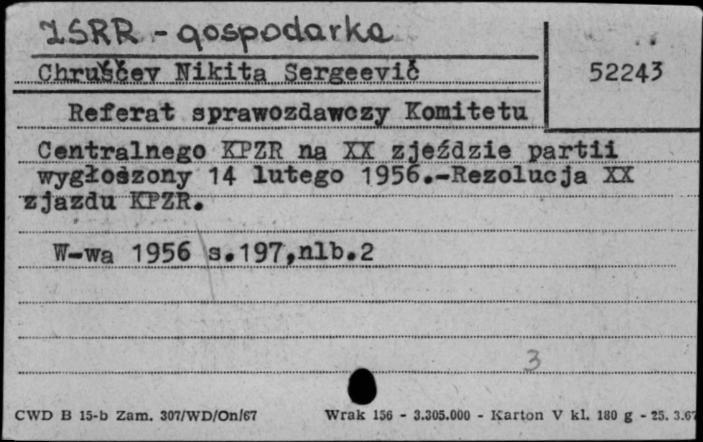 ZSRR - gospodarka
Chruščev Nikita Sergeevič
52243
Referat sprawozdawczy Komitetu
Centralnego KPZR na XX zjeździe partii
wygłoszony 14 lutego 1956.-Rezolucja XX
zjazdu KPZR.
W-wa 1956 s.197,nlb.2
3
CWD B 15-b Zam. 307/WD/On/67 Wrak 156 - 3.305.000 - Karton V kl. 180 g - 25. 3.67